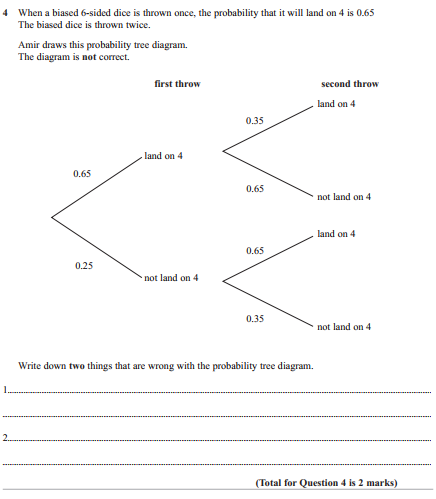 4 When a biased 6-sided dice is thrown once, the probability that it will land on 4 is 0.65
The biased dice is thrown twice.
Amir draws this probability tree diagram.
The diagram is not correct.
first throw second throw
land on 4
0.35
land on 4
0.65
0.65
not land on 4
land on 4
0.65
0.25
not land on 4
0.35
not land on 4
Write down two things that are wrong with the probability tree diagram.
1
2
(Total for Question 4 is 2 marks)